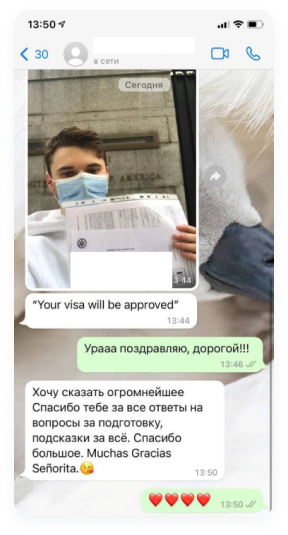 13:50
30
в сети
Сегодня
OF AMERICA
13:44
"Your visa will be approved"
13:44
Урааа поздравляю, дорогой!!!
13:46
Хочу сказать огромнейшее
Спасибо тебе за все ответы на
вопросы за подготовку,
подсказки за всё. Спасибо
большое. Muchas Gracias
Señorita.😘
13:50
❤️❤️❤️❤️
13:50